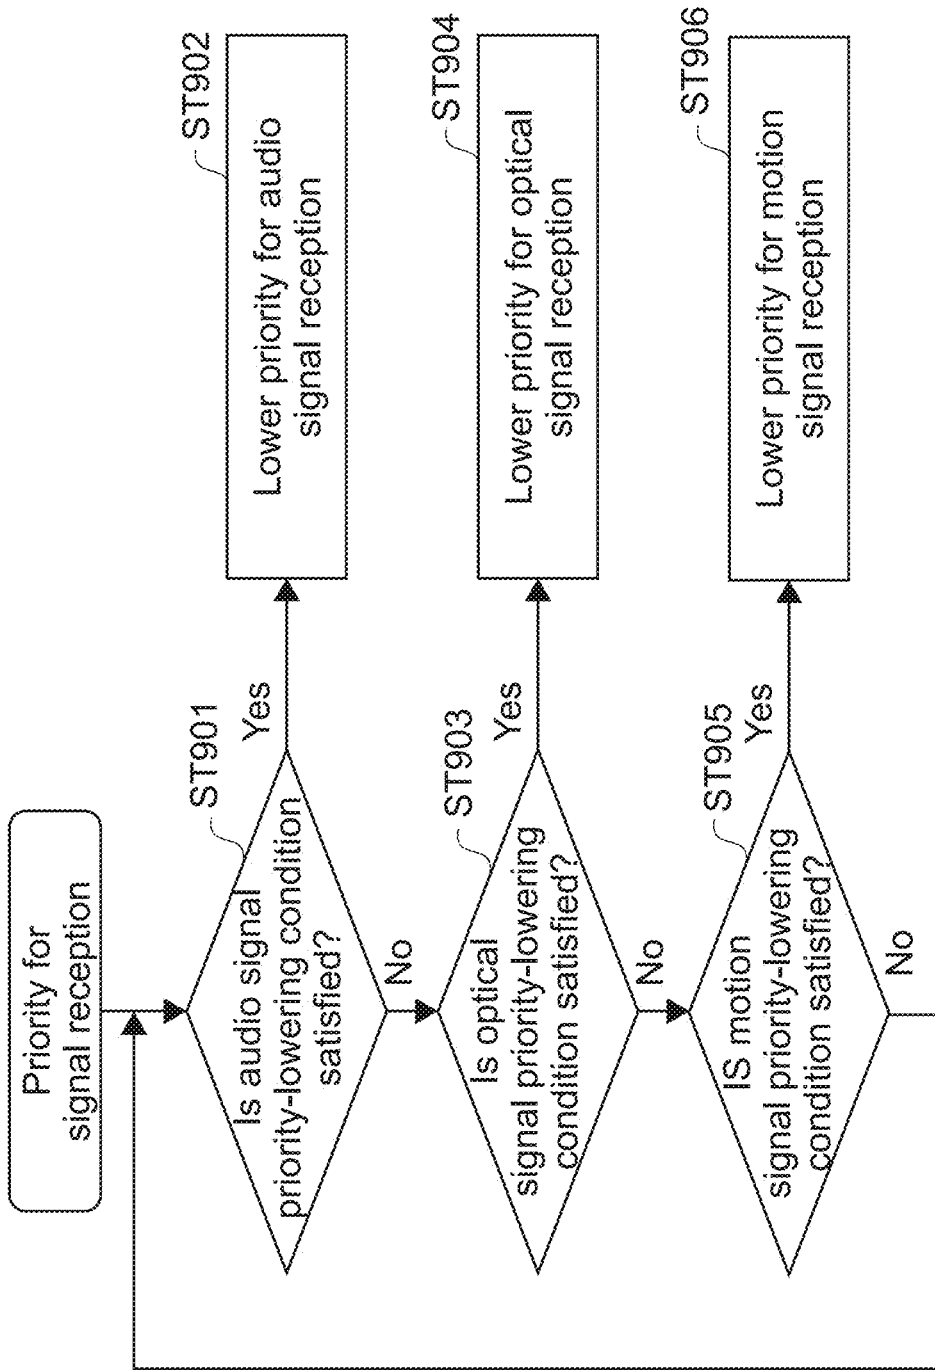 Priority for
signal reception
ST901
Is audio signal
priority-lowering condition
satisfied?
Yes
No
ST902
Lower priority for audio
signal reception
ST903
Is optical
signal priority-lowering
condition satisfied?
Yes
No
ST904
Lower priority for optical
signal reception
ST905
IS motion
signal priority-lowering
condition satisfied?
Yes
No
ST906
Lower priority for motion
signal reception